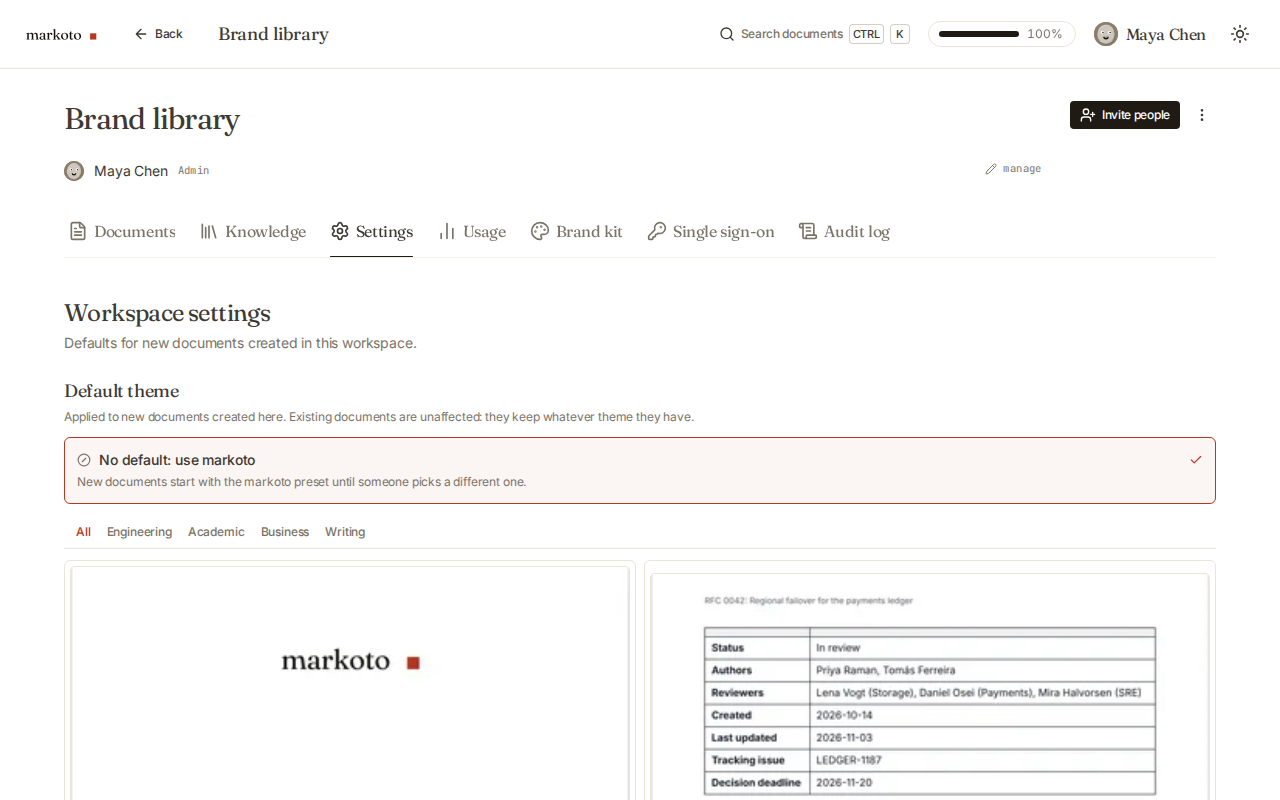 markoto
Back
Brand library
Search documents CTRL K
100%
Maya Chen
Brand library
Invite people
Maya Chen Admin
manage
Documents Knowledge Settings Usage Brand kit Single sign-on Audit log
Workspace settings
Defaults for new documents created in this workspace.
Default theme
Applied to new documents created here. Existing documents are unaffected: they keep whatever theme they have.
No default: use markoto
New documents start with the markoto preset until someone picks a different one.
All Engineering Academic Business Writing
markoto
RFC 0042: Regional failover for the payments ledger
Status In review
Authors Priya Raman, Tomás Ferreira
Reviewers Lena Vogt (Storage), Daniel Osei (Payments), Mira Halvorsen (SRE)
Created 2026-10-14
Last updated 2026-11-03
Tracking issue LEDGER-1187
Decision deadline 2026-11-20